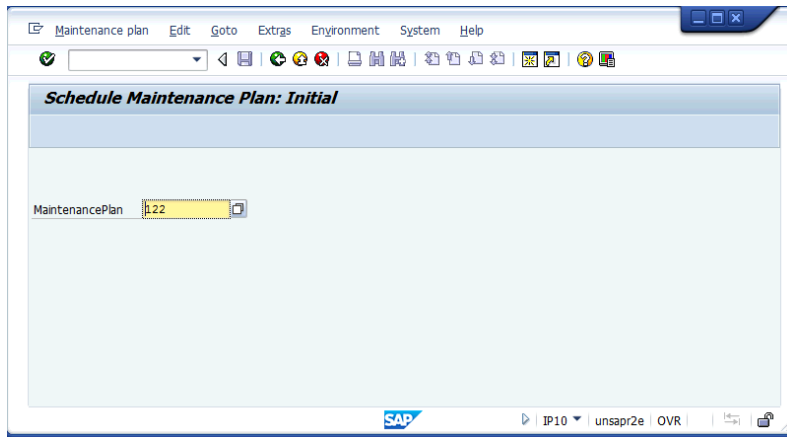 Maintenance plan Edit Goto Extras Environment System Help
Schedule Maintenance Plan: Initial
MaintenancePlan 122
SAP IP10 unsapr2e OVR